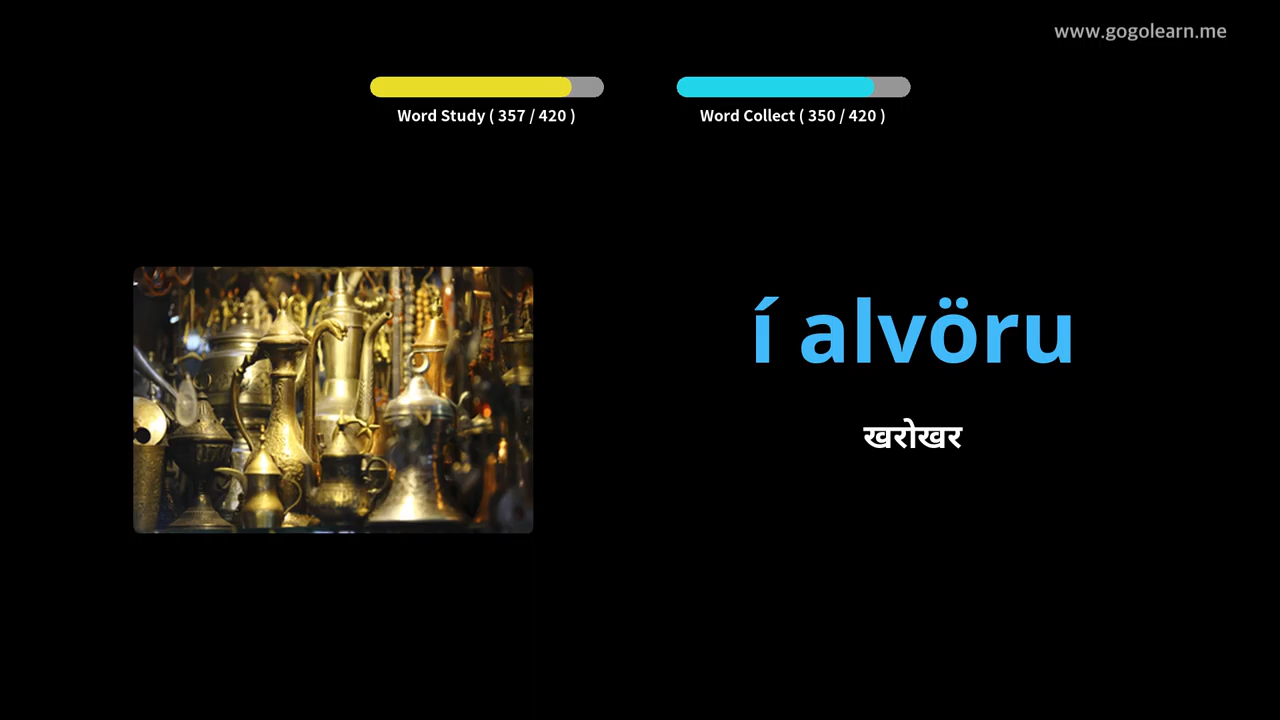 www.gogolearn.me
Word Study ( 357 / 420 )
Word Collect ( 350 / 420 )
í alvöru
खरोखर